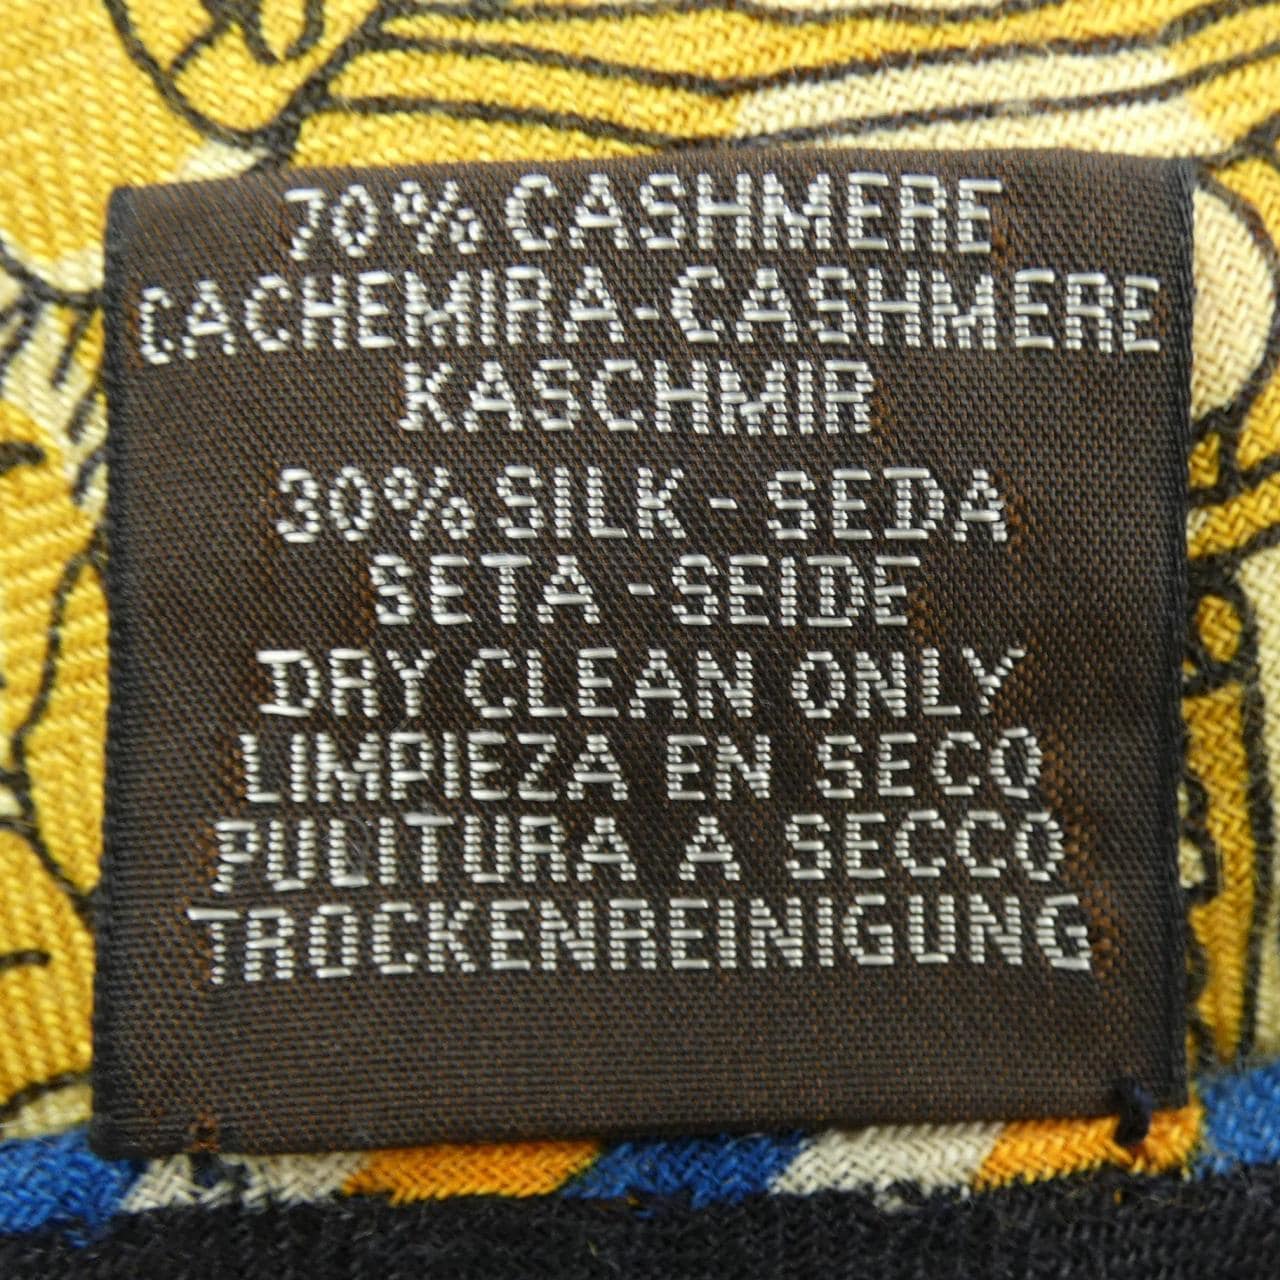 70% CASHMERE
CACHEMIRA-CASHMERE
KASCHMIR
30% SILK - SEDA
SETA - SEIDE
DRY CLEAN ONLY
LIMPIEZA EN SECO
PULITURA A SECCO
TROCKENREINIGUNG